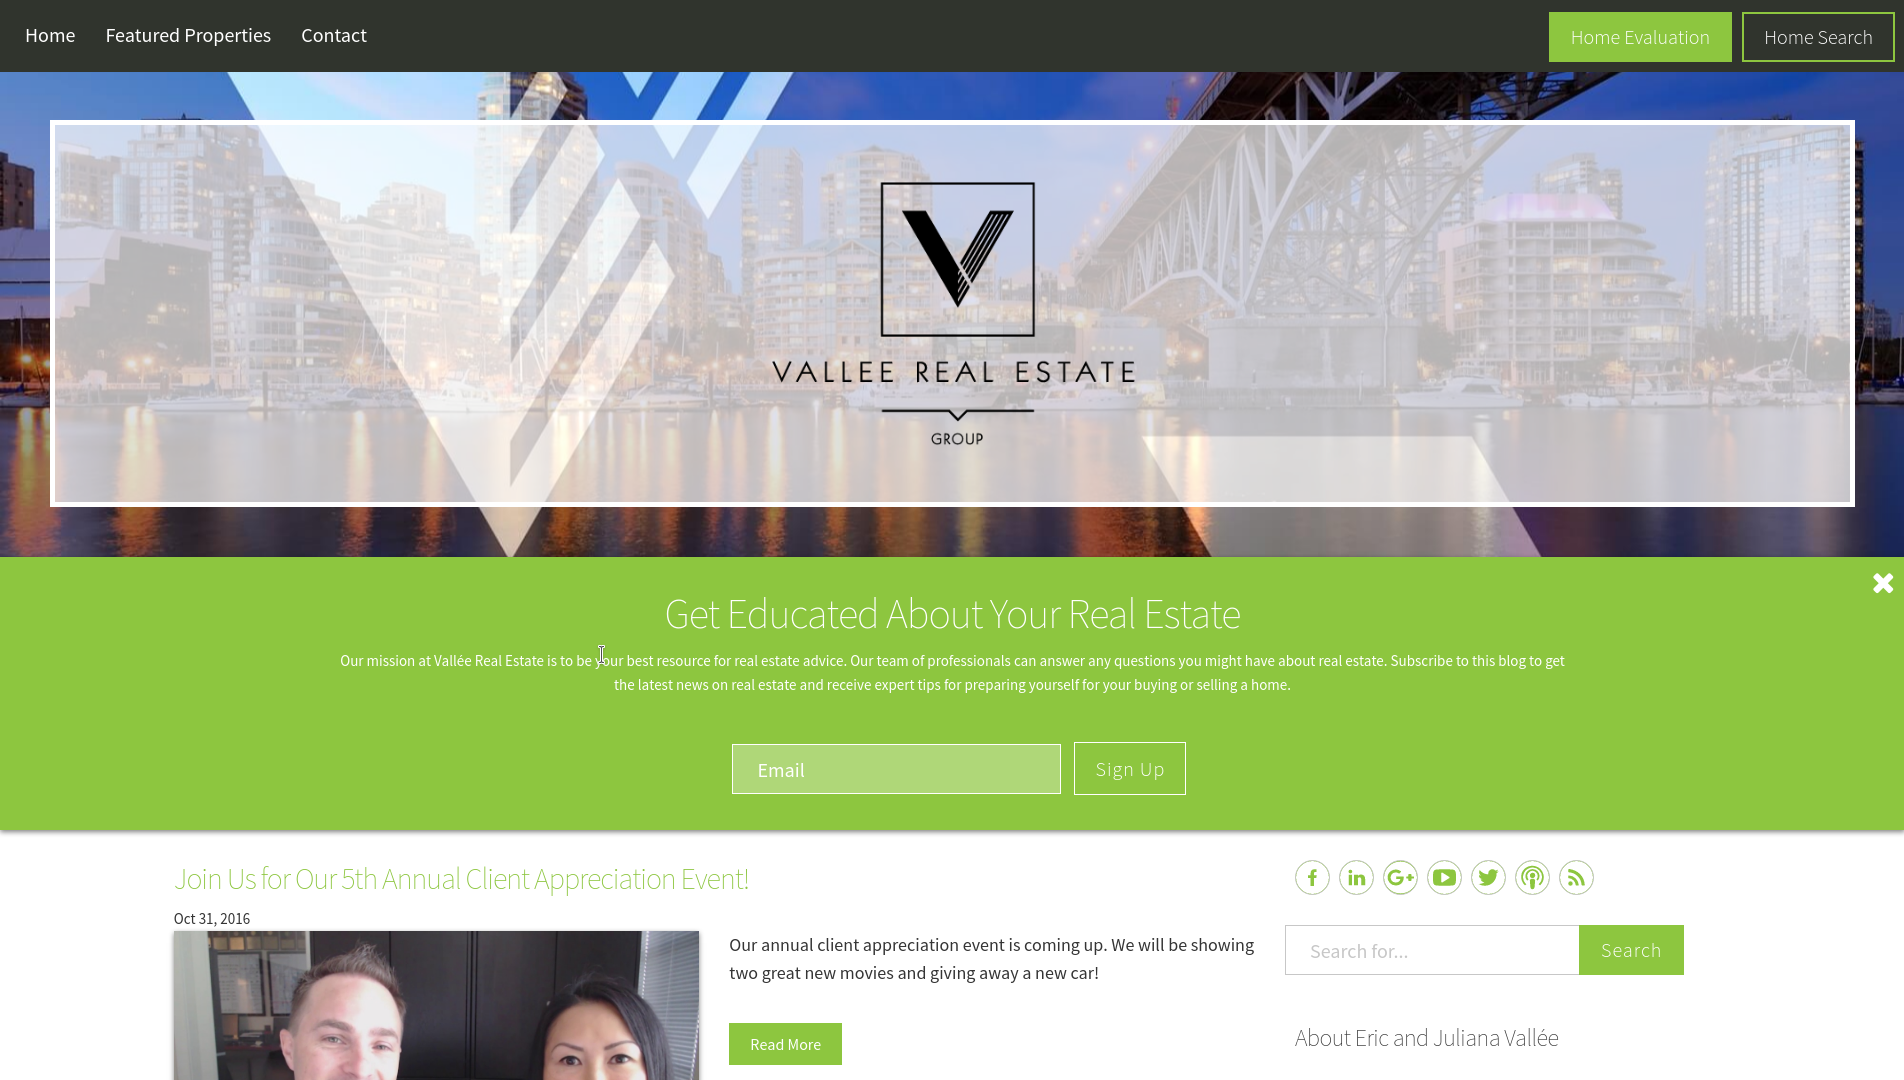 Home
Featured Properties
Contact
Home Evaluation
Home Search
V
VALLEE REAL ESTATE
GROUP
Get Educated About Your Real Estate
Our mission at Vallée Real Estate is to be your best resource for real estate advice. Our team of professionals can answer any questions you might have about real estate. Subscribe to this blog to get
the latest news on real estate and receive expert tips for preparing yourself for your buying or selling a home.
Email
Sign Up
Join Us for Our 5th Annual Client Appreciation Event!
Oct 31, 2016
Our annual client appreciation event is coming up. We will be showing
two great new movies and giving away a new car!
Read More
Search for...
Search
About Eric and Juliana Vallée